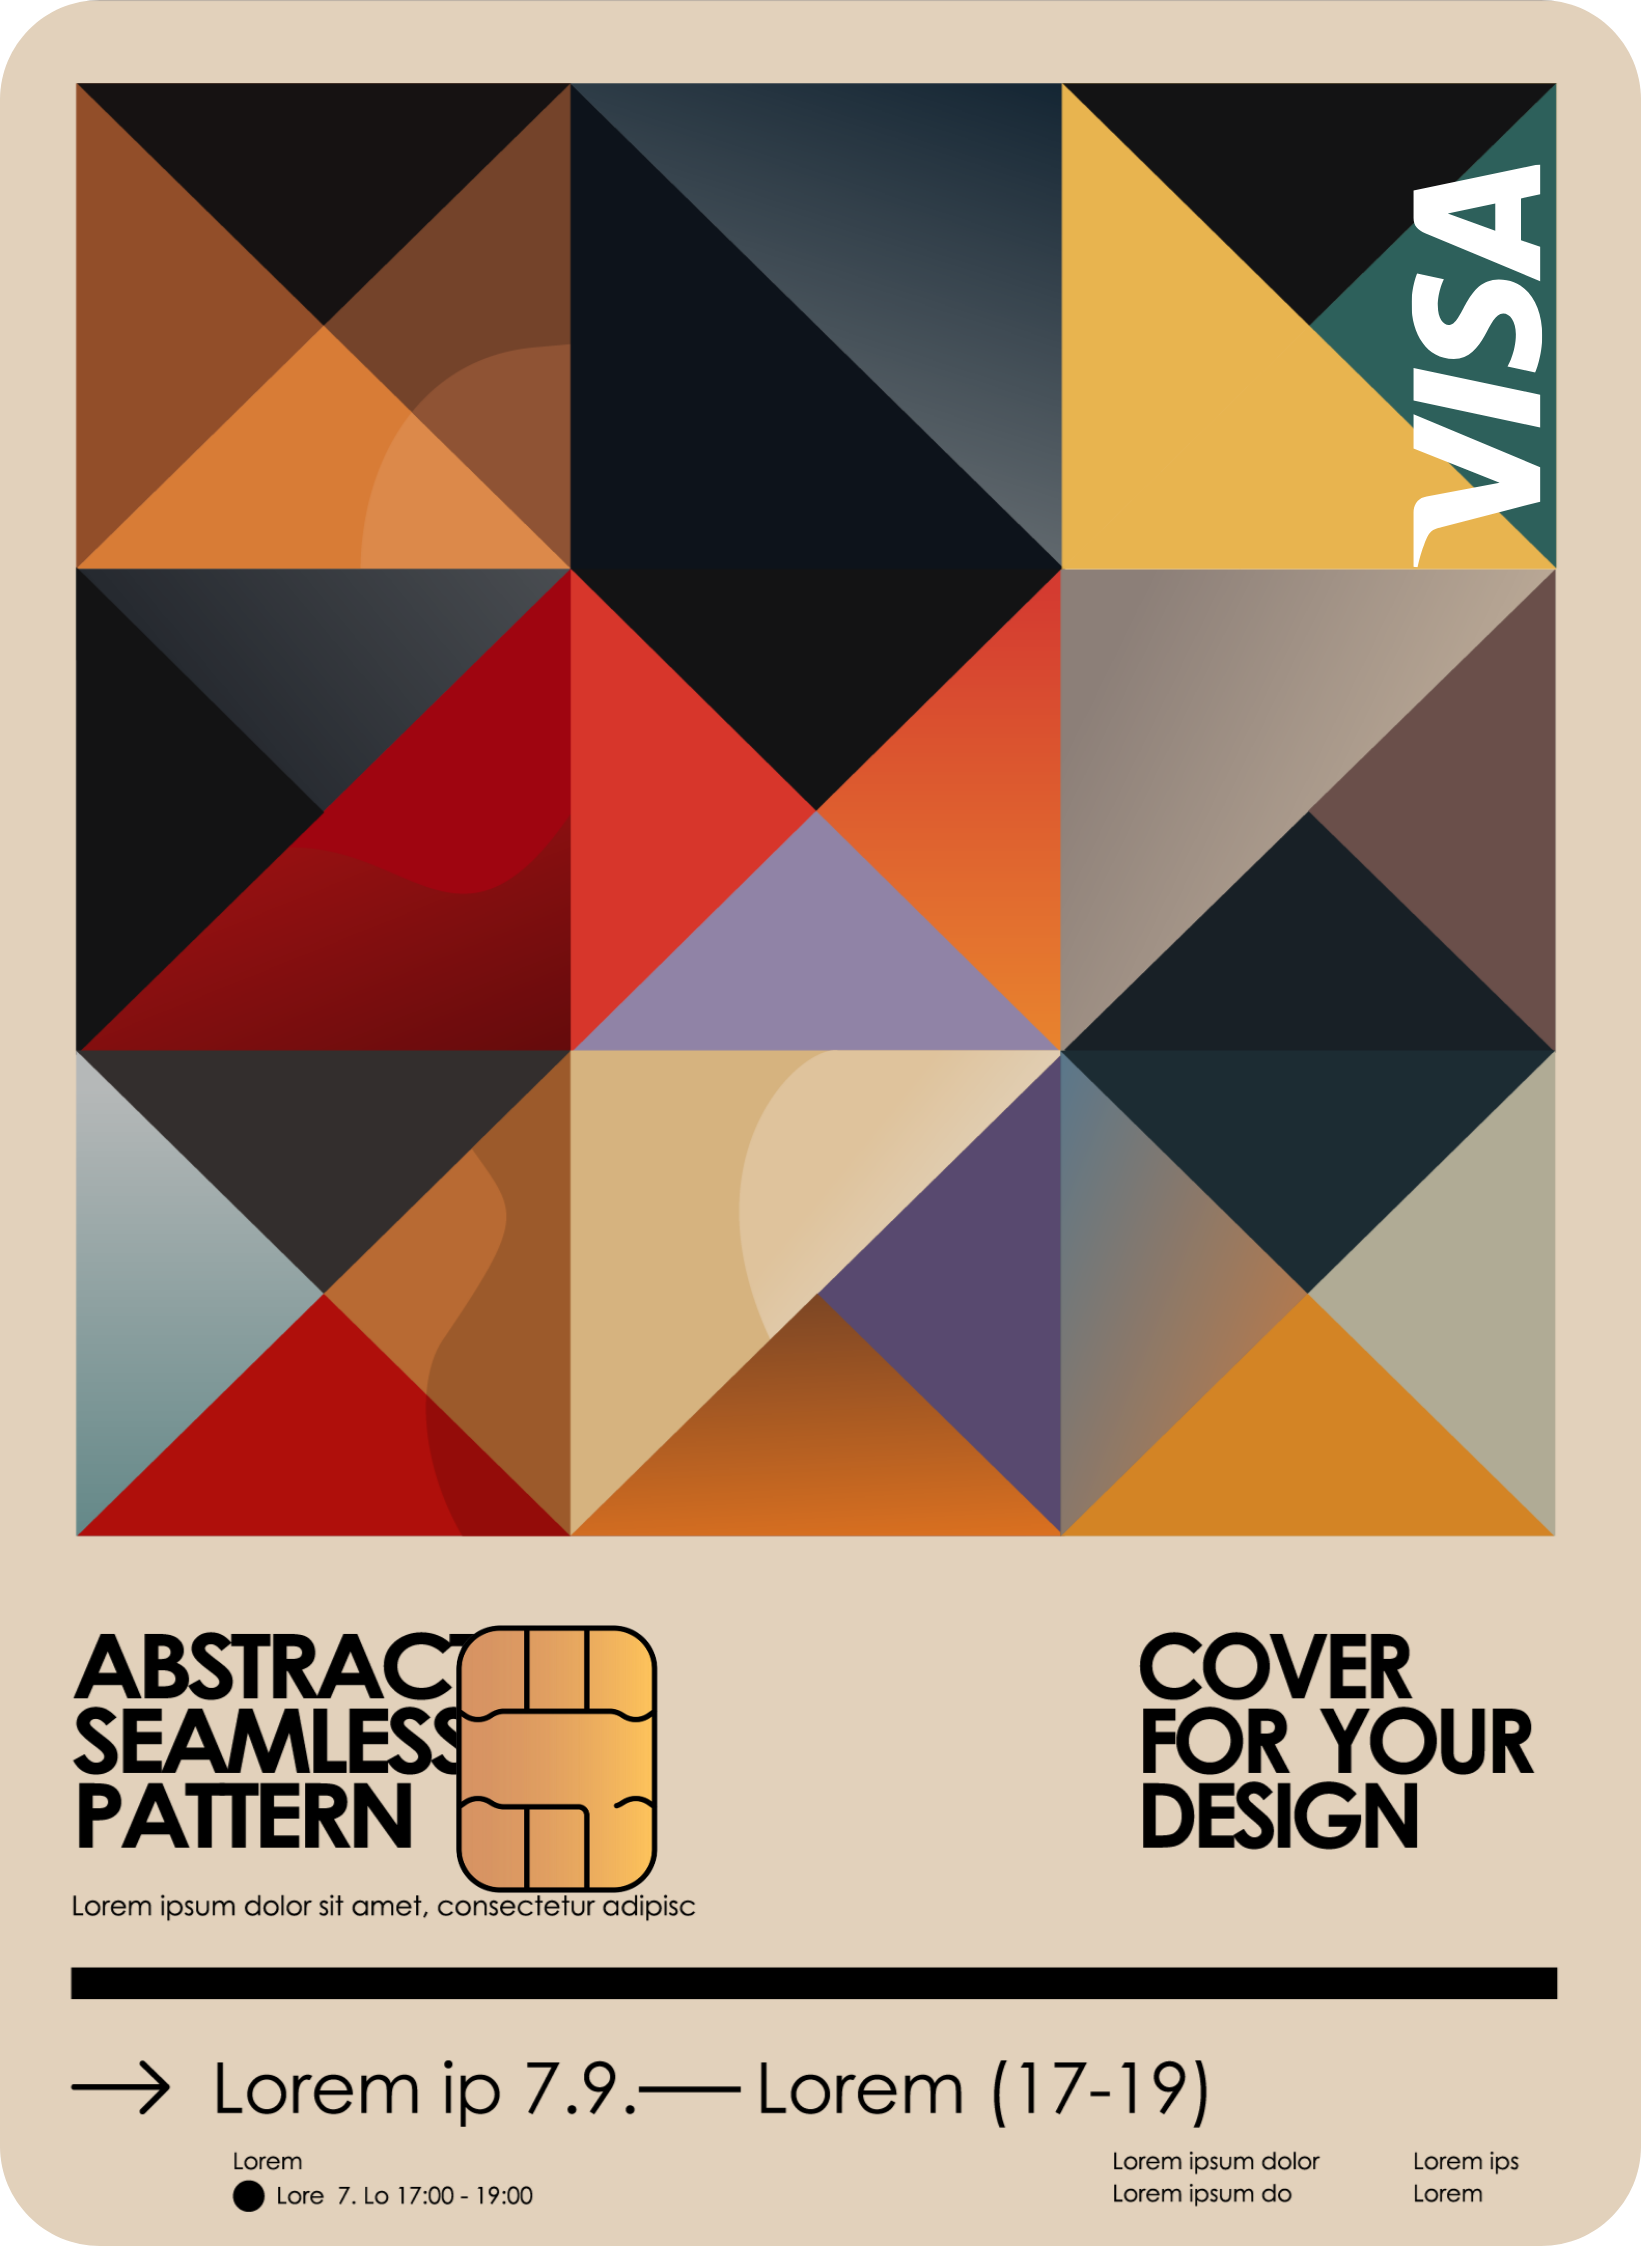 VISA
ABSTRACT
SEAMLESS
PATTERN
COVER
FOR YOUR
DESIGN
Lorem ipsum dolor sit amet, consectetur adipisc
Lorem ip 7.9.—Lorem (17-19)
Lorem
Lore 7. Lo 17:00 - 19:00
Lorem ipsum dolor
Lorem ipsum do
Lorem ips
Lorem